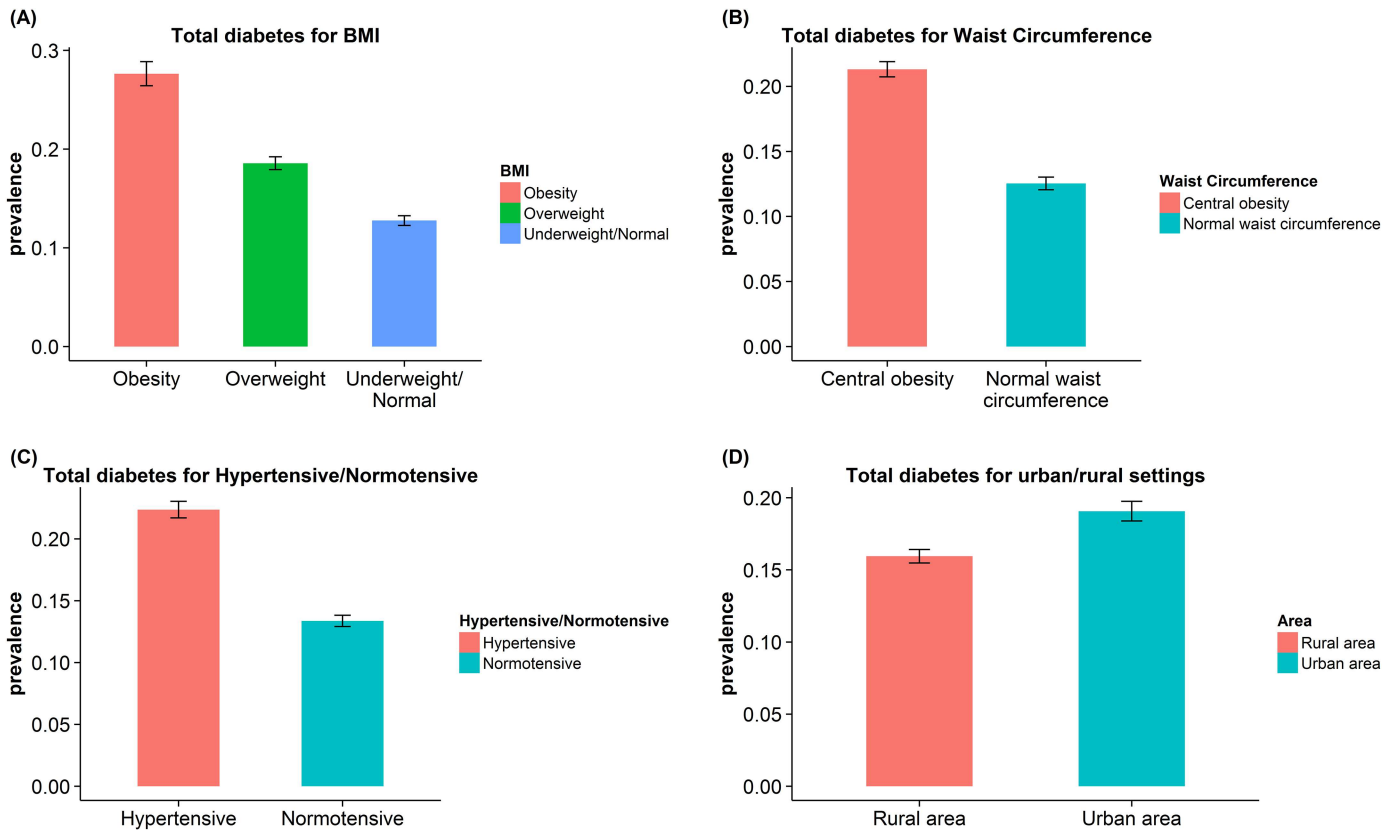 (A)
Total diabetes for BMI
prevalence
0.3
0.2
0.1
0.0
Obesity
Overweight
Underweight/
Normal
BMI
Obesity
Overweight
Underweight/Normal
(B)
Total diabetes for Waist Circumference
prevalence
0.20
0.15
0.10
0.05
0.00
Central obesity
Normal waist
circumference
Waist Circumference
Central obesity
Normal waist circumference
(C)
Total diabetes for Hypertensive/Normotensive
prevalence
0.20
0.15
0.10
0.05
0.00
Hypertensive
Normotensive
Hypertensive/Normotensive
Hypertensive
Normotensive
(D)
Total diabetes for urban/rural settings
prevalence
0.20
0.15
0.10
0.05
0.00
Rural area
Urban area
Area
Rural area
Urban area